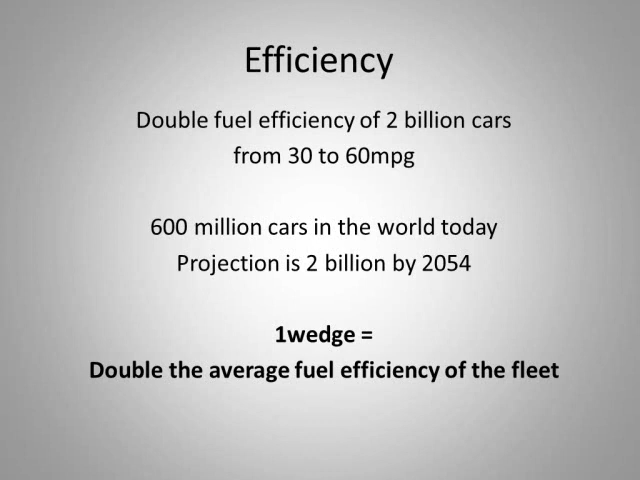 Efficiency
Double fuel efficiency of 2 billion cars
from 30 to 60mpg
600 million cars in the world today
Projection is 2 billion by 2054
1wedge =
Double the average fuel efficiency of the fleet